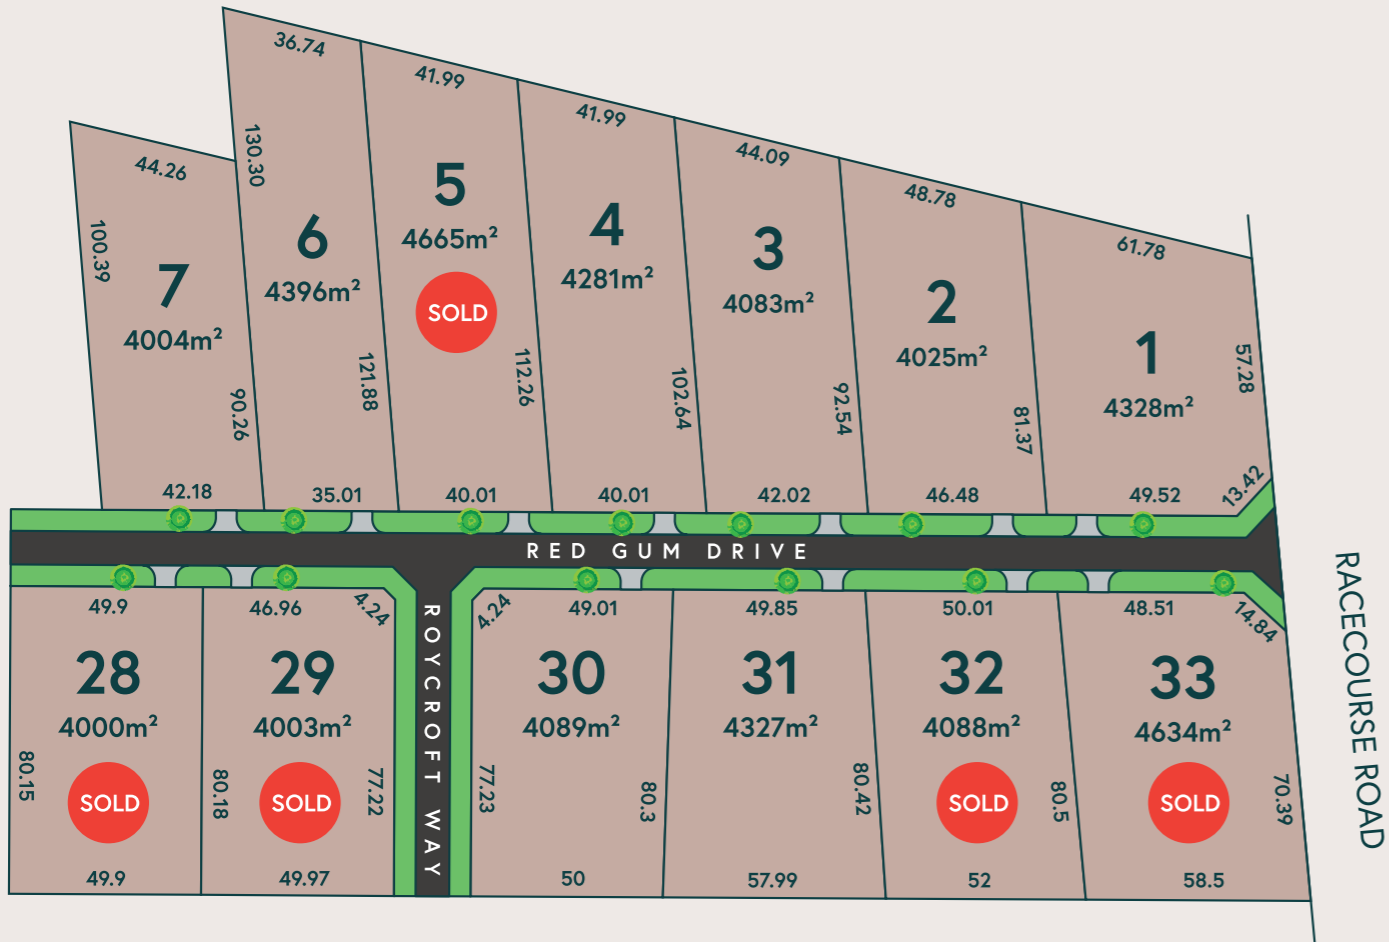 36.74
41.99
41.99
44.09
48.78
61.78
44.26
130.30
100.39
7
4004m²
90.26
42.18
6
4396m²
121.88
35.01
5
4665m²
SOLD
112.26
40.01
4
4281m²
102.64
40.01
3
4083m²
92.54
42.02
2
4025m²
81.37
46.48
1
4328m²
57.28
49.52
13.42
RED GUM DRIVE
RACECOURSE ROAD
ROYCROFT WAY
49.9
28
4000m²
80.15
SOLD
49.9
46.96
4.24
29
4003m²
80.18
SOLD
77.22
49.97
4.24
49.01
30
4089m²
77.23
80.3
50
49.85
31
4327m²
80.42
57.99
50.01
32
4088m²
SOLD
80.5
52
48.51
14.84
33
4634m²
SOLD
70.39
58.5